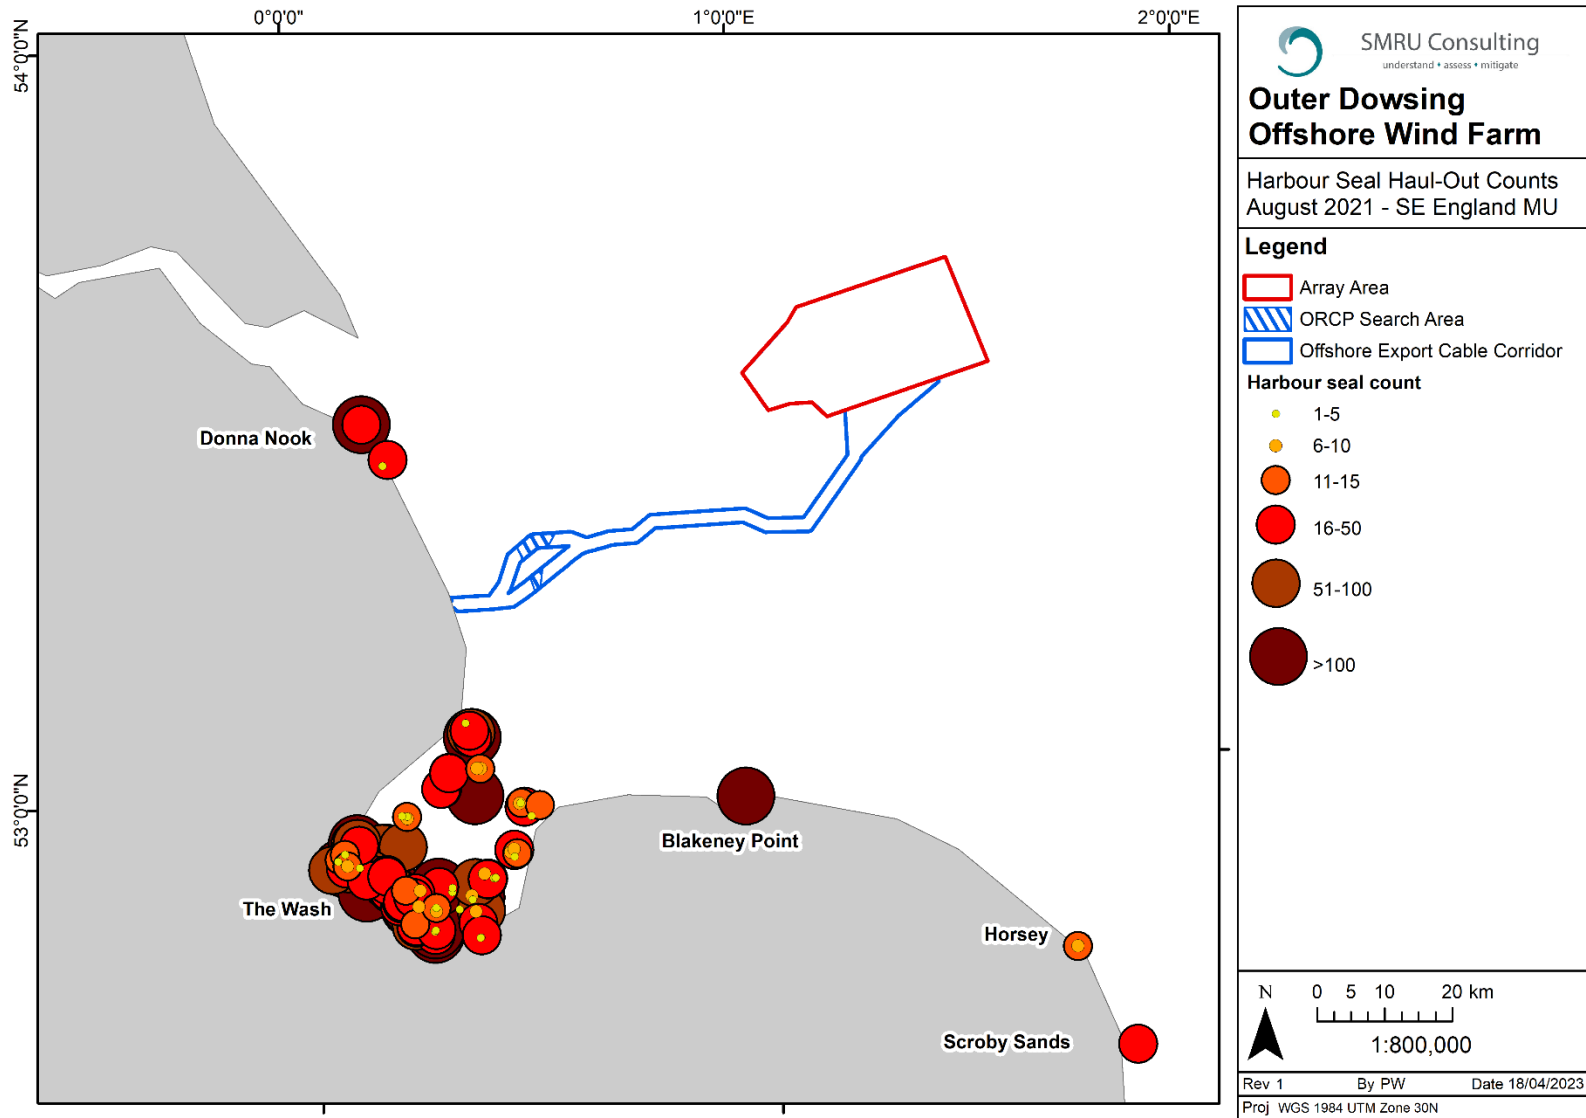 0°0'0"
1°0'0"E
2°0'0"E
54°0'0"N
53°0'0"N
Donna Nook
The Wash
Blakeney Point
Horsey
Scroby Sands
SMRU Consulting
understand • assess • mitigate
Outer Dowsing
Offshore Wind Farm
Harbour Seal Haul-Out Counts
August 2021 - SE England MU
Legend
Array Area
ORCP Search Area
Offshore Export Cable Corridor
Harbour seal count
1-5
6-10
11-15
16-50
51-100
>100
N
0 5 10 20 km
1:800,000
Rev 1 By PW Date 18/04/2023
Proj WGS 1984 UTM Zone 30N